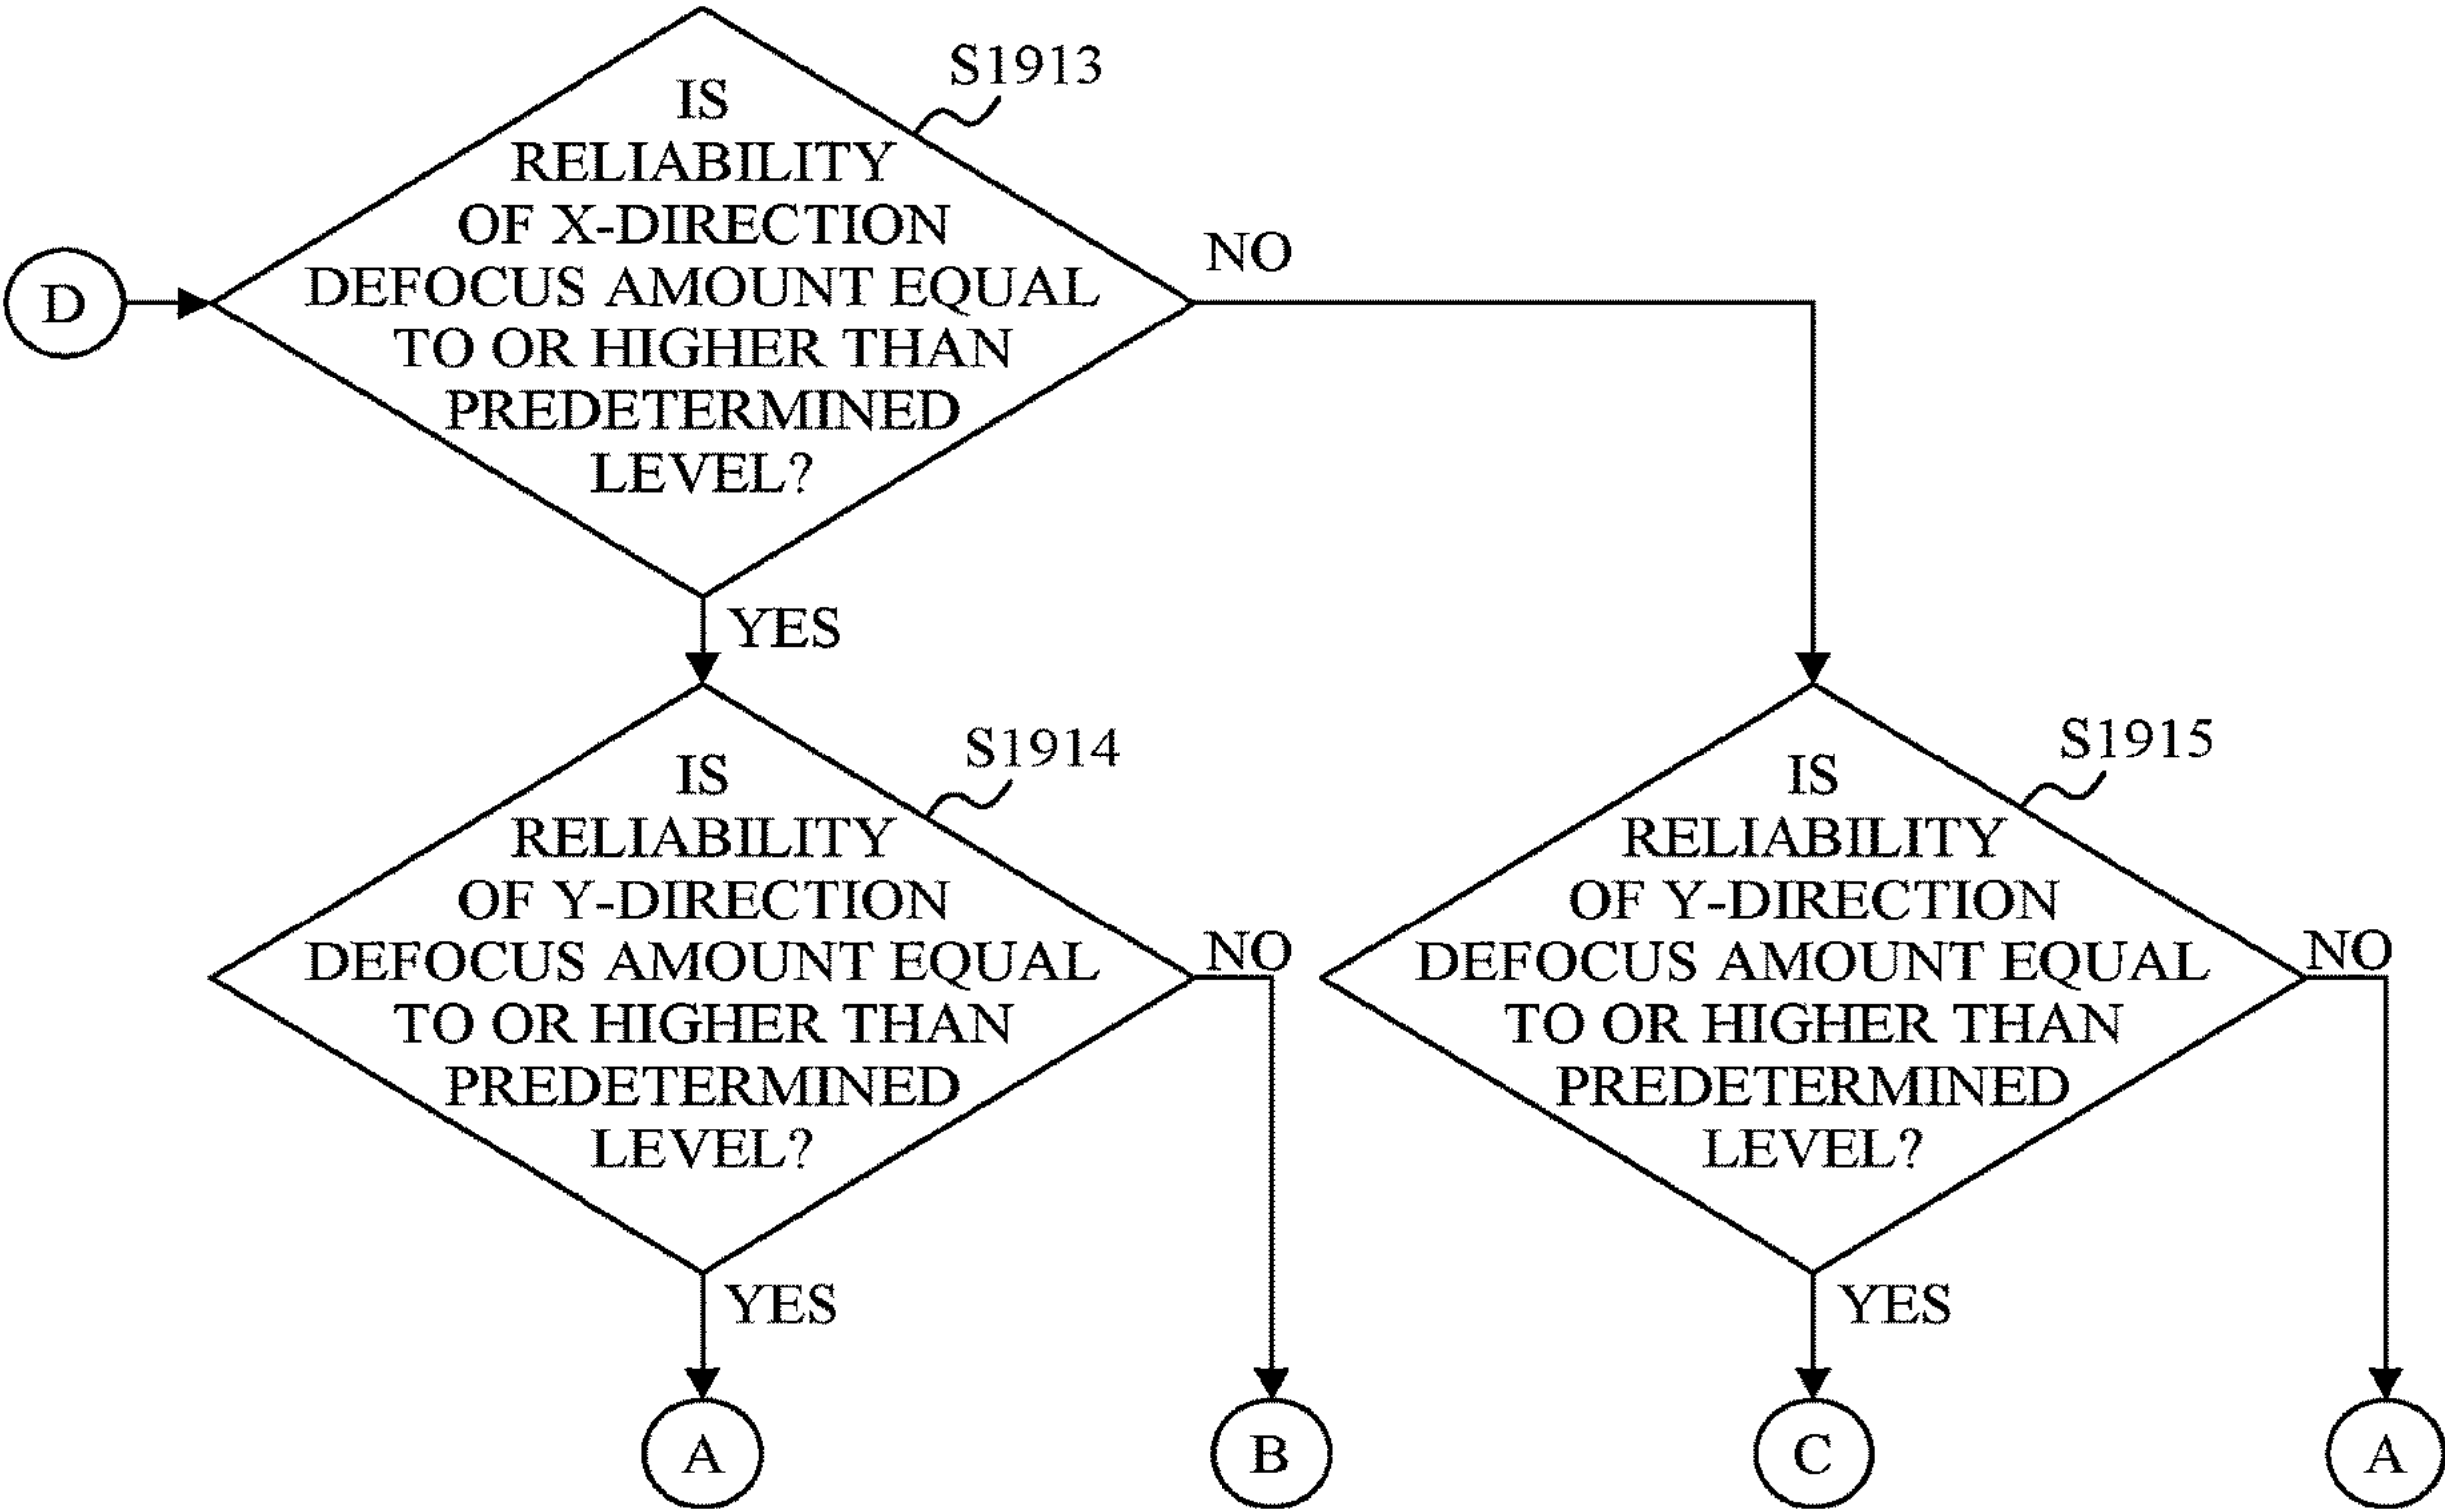 S1913
IS
RELIABILITY
OF X-DIRECTION
DEFOCUS AMOUNT EQUAL
TO OR HIGHER THAN
PREDETERMINED
LEVEL?
NO
D
YES
S1914
IS
RELIABILITY
OF Y-DIRECTION
DEFOCUS AMOUNT EQUAL
TO OR HIGHER THAN
PREDETERMINED
LEVEL?
NO
YES
S1915
IS
RELIABILITY
OF Y-DIRECTION
DEFOCUS AMOUNT EQUAL
TO OR HIGHER THAN
PREDETERMINED
LEVEL?
NO
YES
A
B
C
A